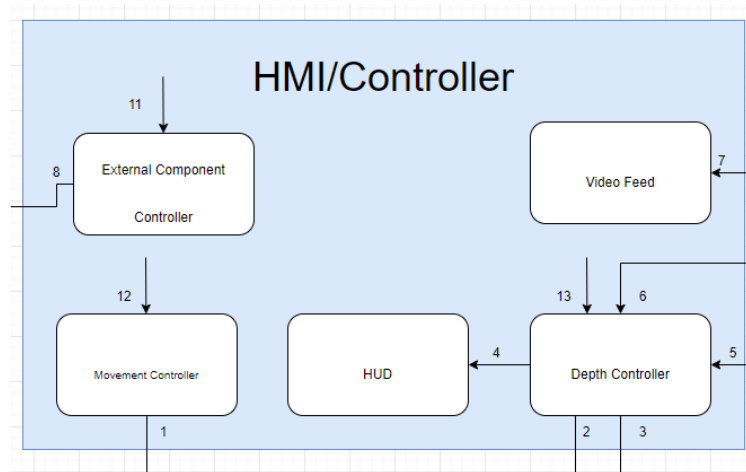 HMI/Controller
11
External Component
Controller
8
7
Video Feed
12
13
6
Movement Controller
HUD
4
Depth Controller
5
1
2
3